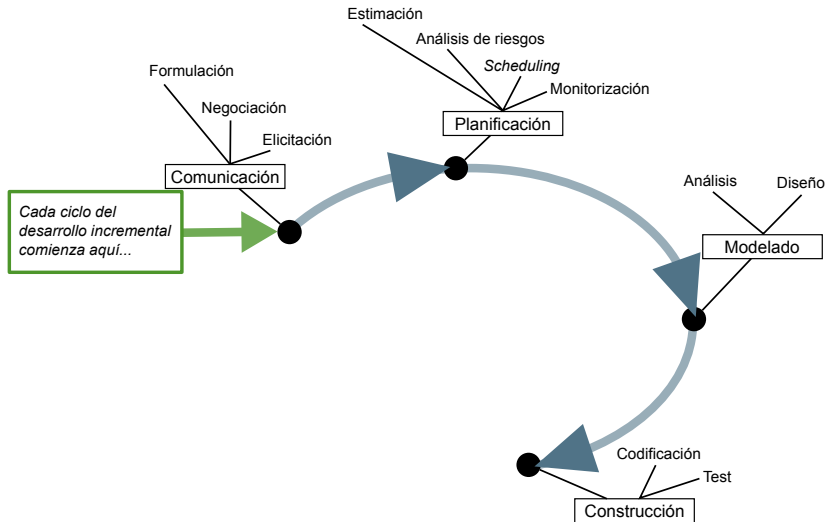 Estimación
Análisis de riesgos
Scheduling
Monitorización
Planificación
Formulación
Negociación
Elicitación
Comunicación
Cada ciclo del
desarrollo incremental
comienza aquí...
Análisis
Diseño
Modelado
Codificación
Test
Construcción